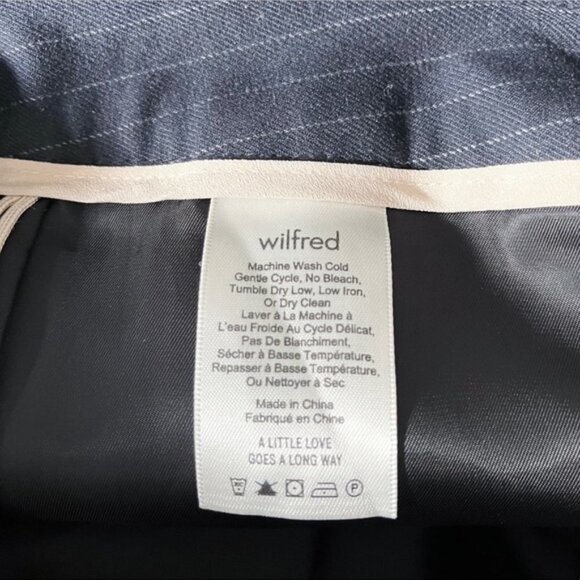 wilfred
Machine Wash Cold
Gentle Cycle, No Bleach,
Tumble Dry Low, Low Iron,
Or Dry Clean
Laver à La Machine à
L'eau Froide Au Cycle Délicat,
Pas De Blanchiment,
Sécher à Basse Température,
Repasser à Basse Température,
Ou Nettoyer à Sec
Made in China
Fabriqué en Chine
A LITTLE LOVE
GOES A LONG WAY
P